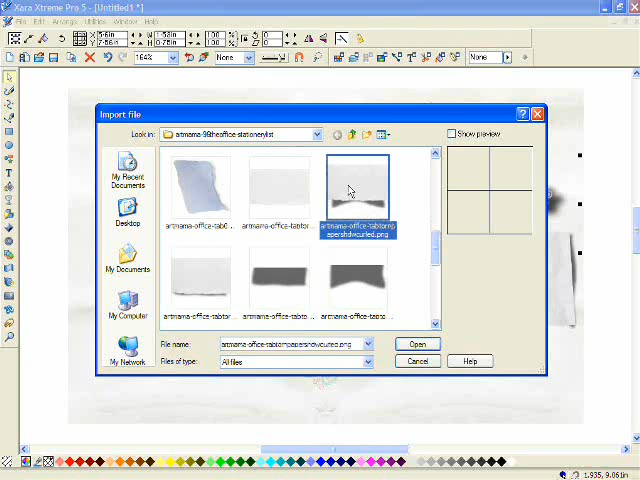 Xara Xtreme Pro 5 - [Untitled1 *]
File Edit Arrange Utilities Window Help
164%
None
None
Import file
Look in:
artmama-98theoffice-stationerylist
Show preview
My Recent
Documents
Desktop
My Documents
My Computer
My Network
artmama-office-tab0...
artmama-office-tabtor...
artmama-office-tabtornp
apershdwcurled.png
artmama-office-tabtor...
artmama-office-tabtor...
artmama-office-tabtor...
File name:
artmama-office-tabtornpapershdwcurled.png
Open
Files of type:
All files
Cancel
Help
1.935, 9.061in